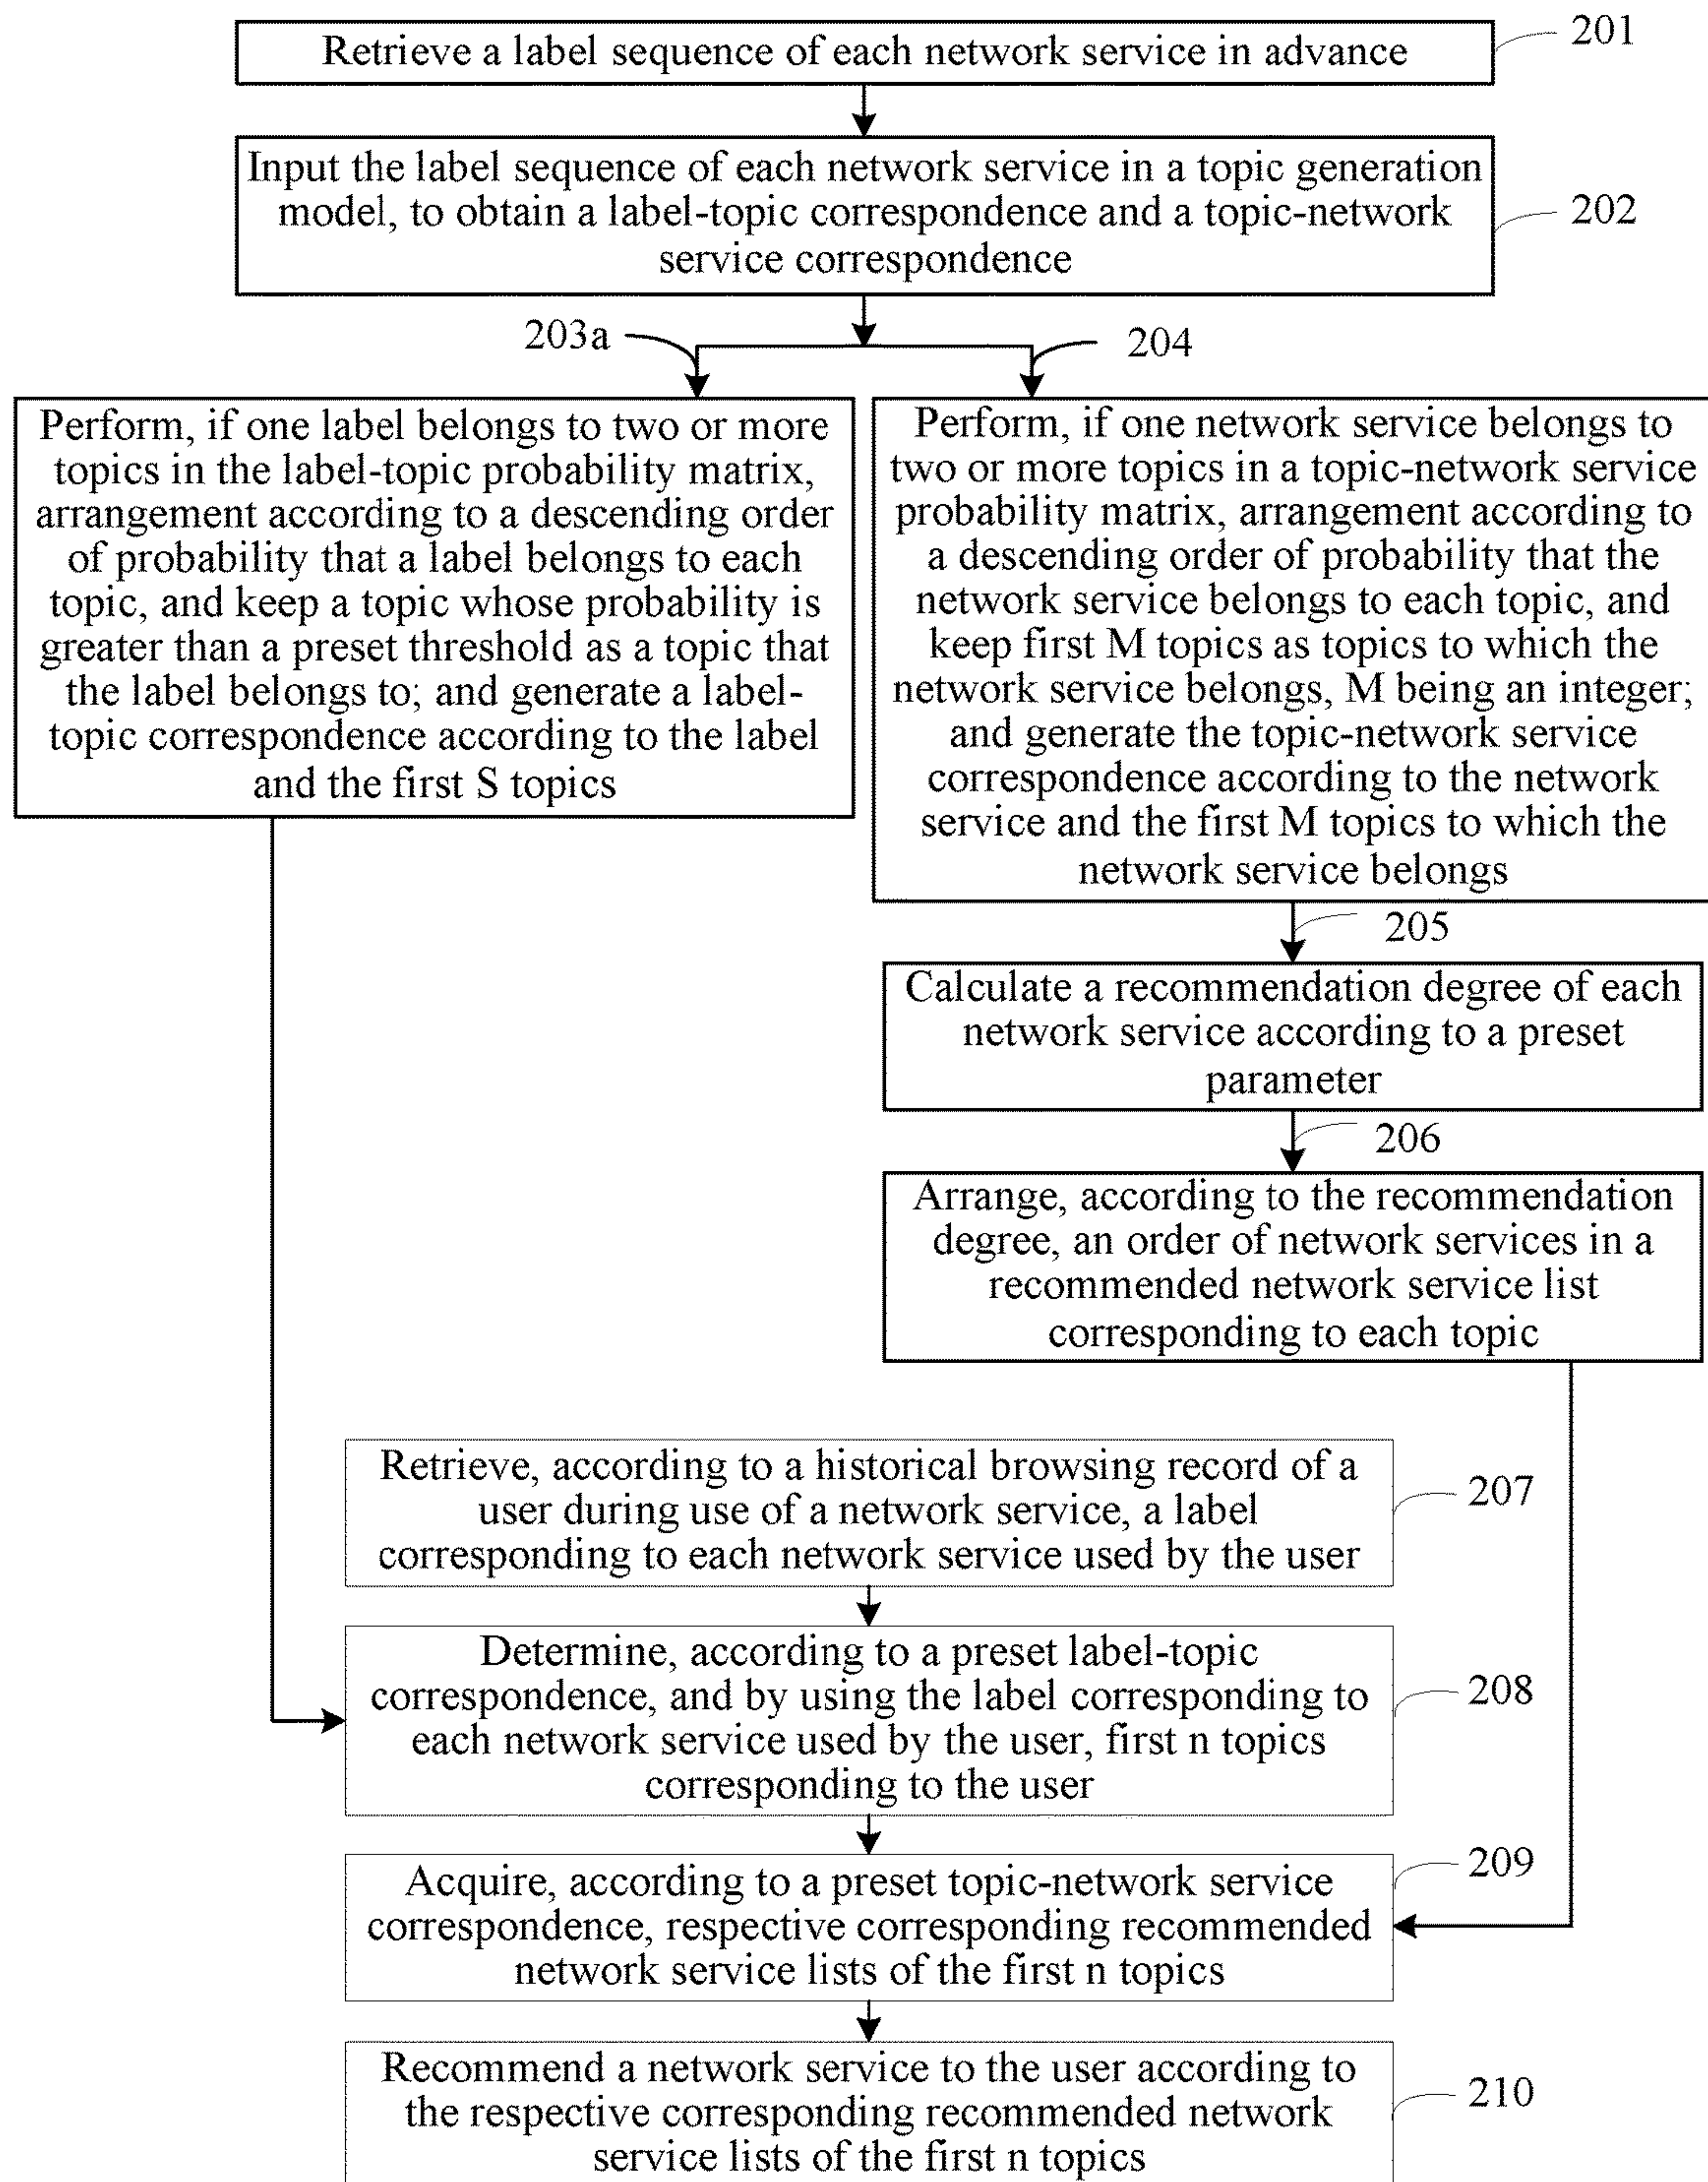 Retrieve a label sequence of each network service in advance
201
Input the label sequence of each network service in a topic generation
model, to obtain a label-topic correspondence and a topic-network
service correspondence
202
203a
204
Perform, if one label belongs to two or more
topics in the label-topic probability matrix,
arrangement according to a descending order
of probability that a label belongs to each
topic, and keep a topic whose probability is
greater than a preset threshold as a topic that
the label belongs to; and generate a label-
topic correspondence according to the label
and the first S topics
Perform, if one network service belongs to
two or more topics in a topic-network service
probability matrix, arrangement according to
a descending order of probability that the
network service belongs to each topic, and
keep first M topics as topics to which the
network service belongs, M being an integer;
and generate the topic-network service
correspondence according to the network
service and the first M topics to which the
network service belongs
205
Calculate a recommendation degree of each
network service according to a preset
parameter
206
Arrange, according to the recommendation
degree, an order of network services in a
recommended network service list
corresponding to each topic
Retrieve, according to a historical browsing record of a
user during use of a network service, a label
corresponding to each network service used by the user
207
Determine, according to a preset label-topic
correspondence, and by using the label corresponding to
each network service used by the user, first n topics
corresponding to the user
208
Acquire, according to a preset topic-network service
correspondence, respective corresponding recommended
network service lists of the first n topics
209
Recommend a network service to the user according to
the respective corresponding recommended network
service lists of the first n topics
210